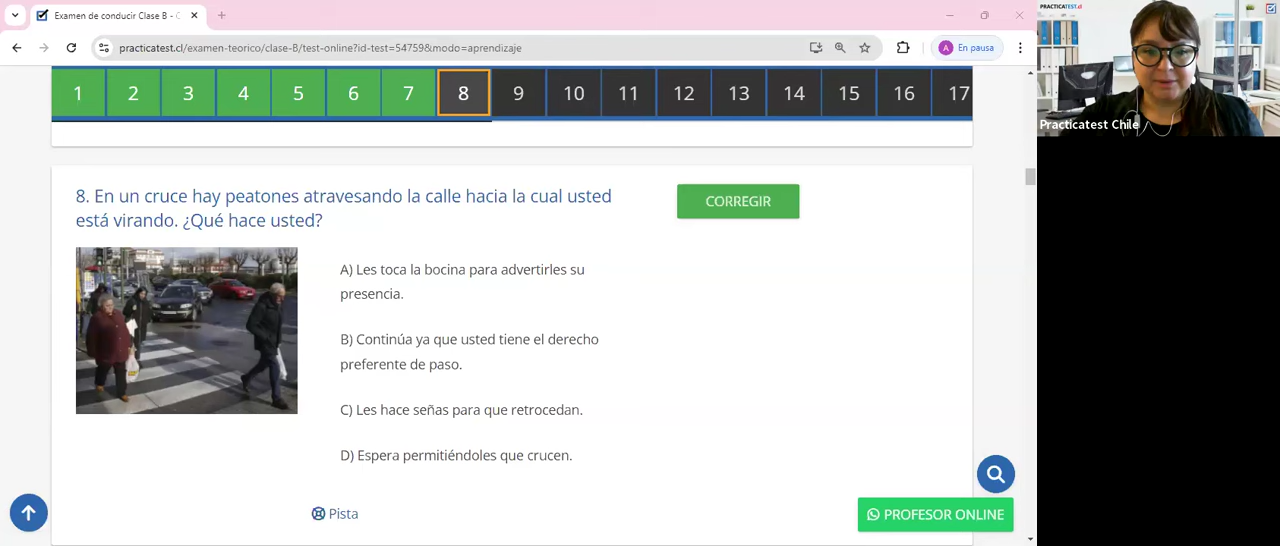 Examen de conducir Clase B - C
practicatest.cl/examen-teorico/clase-B/test-online?id-test=54759&modo=aprendizaje
A En pausa
PRACTICATEST.cl
Practicatest Chile
1 2 3 4 5 6 7 8 9 10 11 12 13 14 15 16 17
8. En un cruce hay peatones atravesando la calle hacia la cual usted
está virando. ¿Qué hace usted?
CORREGIR
A) Les toca la bocina para advertirles su
presencia.
B) Continúa ya que usted tiene el derecho
preferente de paso.
C) Les hace señas para que retrocedan.
D) Espera permitiéndoles que crucen.
Pista
PROFESOR ONLINE